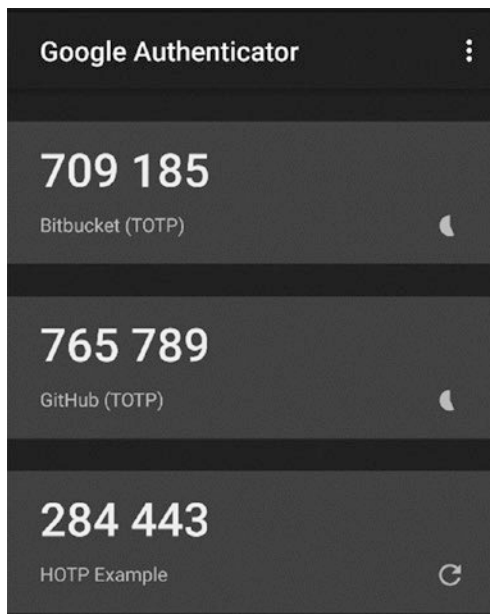 Google Authenticator
709 185
Bitbucket (TOTP)
765 789
GitHub (TOTP)
284 443
HOTP Example